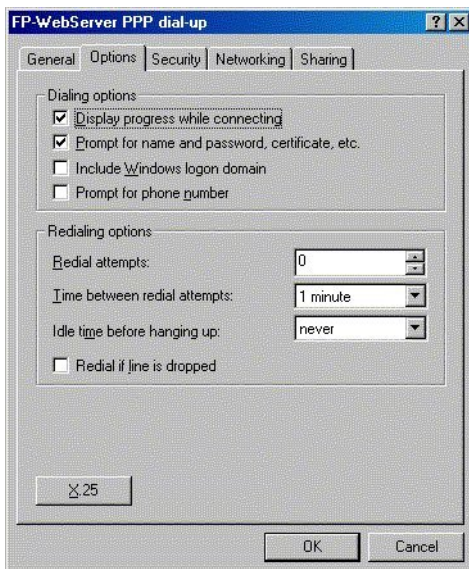 FP-WebServer PPP dial-up
General Options Security Networking Sharing
Dialing options
Display progress while connecting
Prompt for name and password, certificate, etc.
Include Windows logon domain
Prompt for phone number
Redialing options
Redial attempts: 0
Time between redial attempts: 1 minute
Idle time before hanging up: never
Redial if line is dropped
X.25
OK Cancel